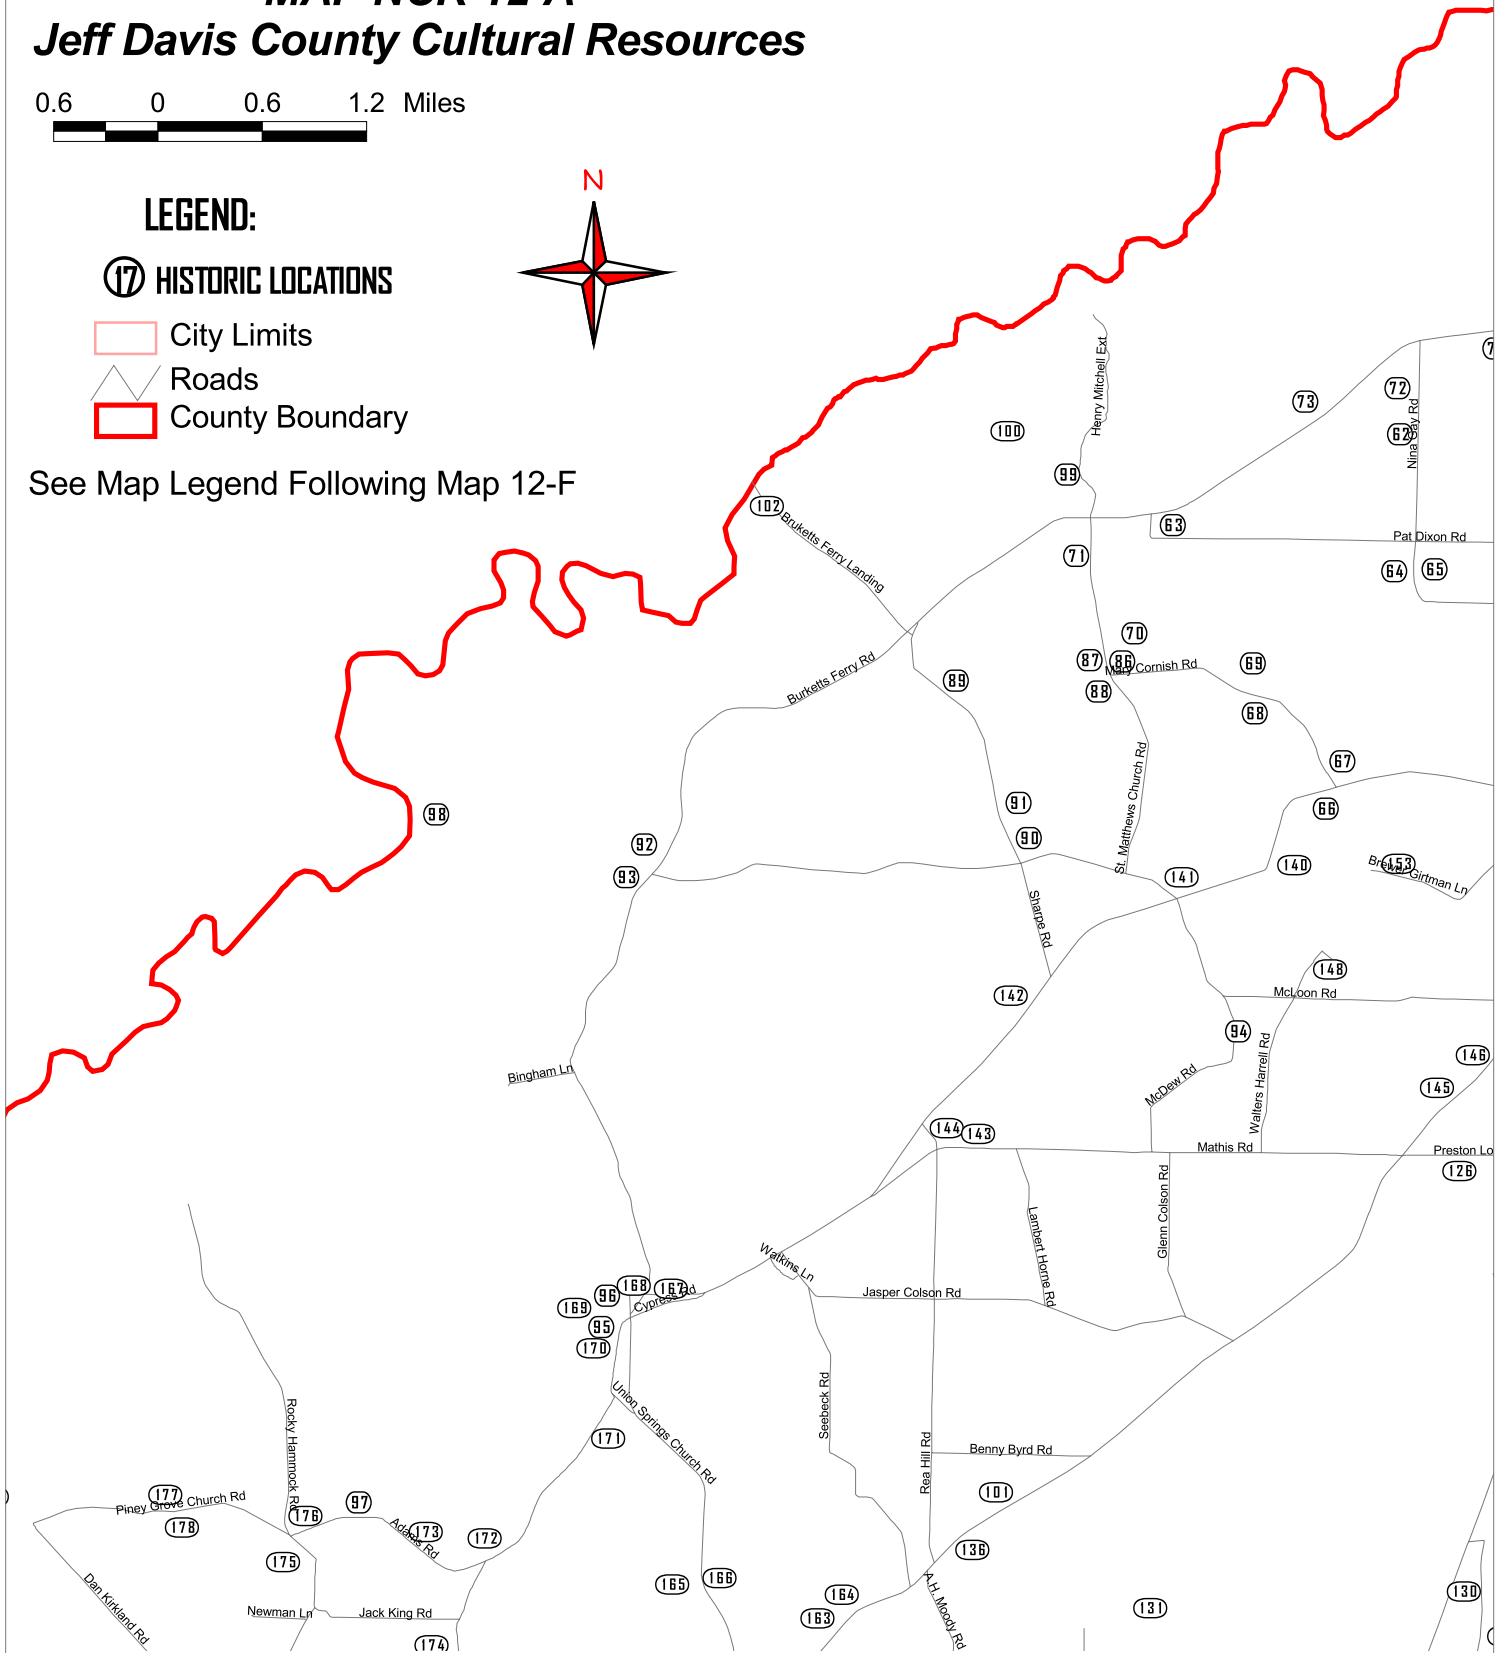 MAP NCR-12-A
Jeff Davis County Cultural Resources
0.6 0 0.6 1.2 Miles
N
LEGEND:
17 HISTORIC LOCATIONS
City Limits
Roads
County Boundary
See Map Legend Following Map 12-F
Henry Mitchell Ext
73
72
62
Nina Gay Rd
100
99
102
Bruketts Ferry Landing
63
Pat Dixon Rd
71
64
65
70
87
86
Mary Cornish Rd
69
88
68
Burketts Ferry Rd
89
St. Matthews Church Rd
67
66
98
91
90
92
93
141
140
153
Brewer Girtman Ln
Sharpe Rd
142
148
McLoon Rd
94
Walters Harrell Rd
146
145
McDew Rd
Bingham Ln
144
143
Mathis Rd
Preston Lo
126
Glenn Colson Rd
Lambert Horne Rd
Watkins Ln
Jasper Colson Rd
168
167
96
Cypress Rd
169
95
170
Union Springs Church Rd
171
Seebeck Rd
Rea Hill Rd
Benny Byrd Rd
101
Rocky Hammock Rd
177
Piney Grove Church Rd
178
176
97
Adams Rd
173
172
175
136
165
166
164
163
A.H. Moody Rd
131
130
Dan Kirkland Rd
Newman Ln
Jack King Rd
174